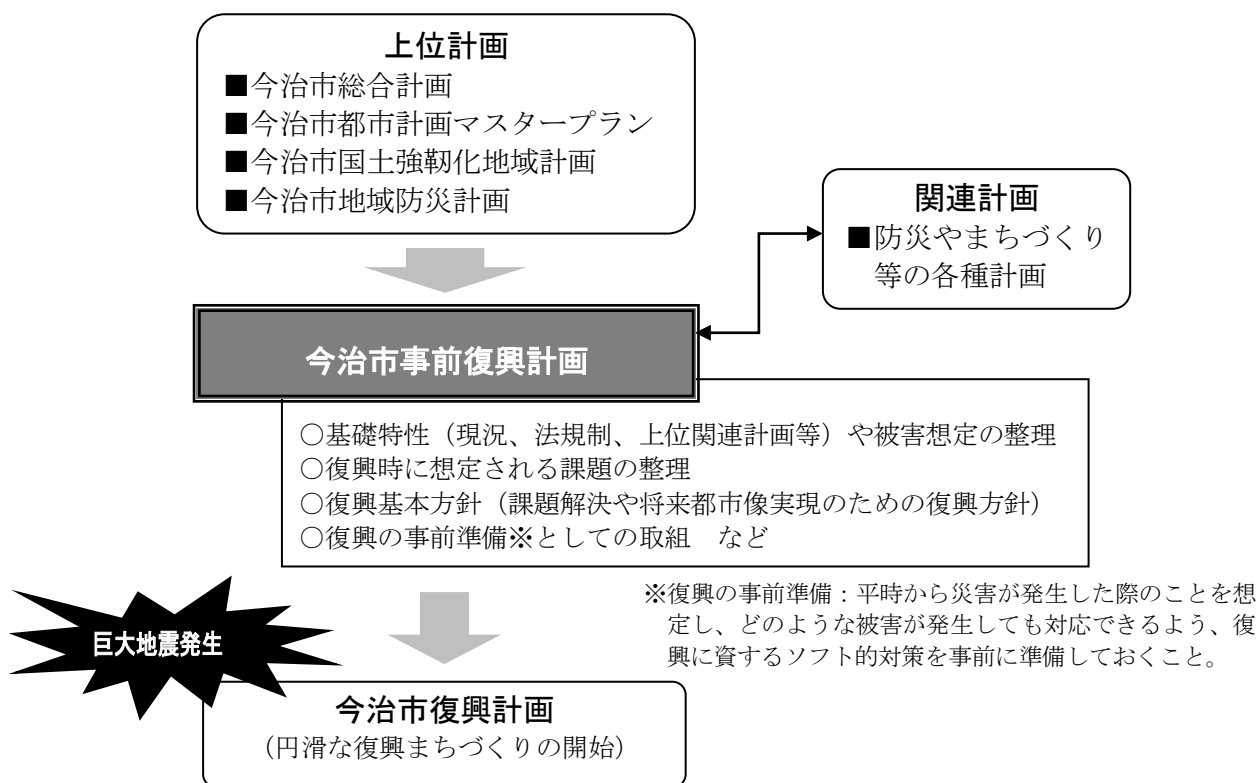 上位計画
■今治市総合計画
■今治市都市計画マスタープラン
■今治市国土強靱化地域計画
■今治市地域防災計画
関連計画
■防災やまちづくり
等の各種計画
今治市事前復興計画
○基礎特性（現況、法規制、上位関連計画等）や被害想定の整理
○復興時に想定される課題の整理
○復興基本方針（課題解決や将来都市像実現のための復興方針）
○復興の事前準備※としての取組　など
※復興の事前準備：平時から災害が発生した際のことを想
定し、どのような被害が発生しても対応できるよう、復
興に資するソフト的対策を事前に準備しておくこと。
巨大地震発生
今治市復興計画
（円滑な復興まちづくりの開始）